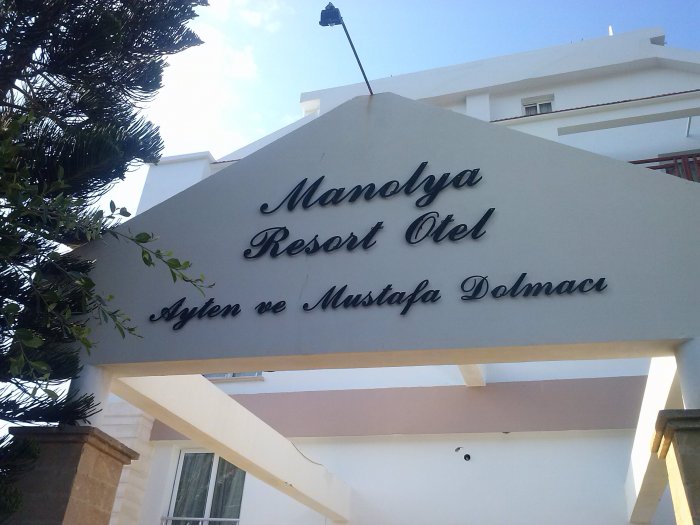 Manolya
Resort Otel
Ayten ve Mustafa Dolmacı